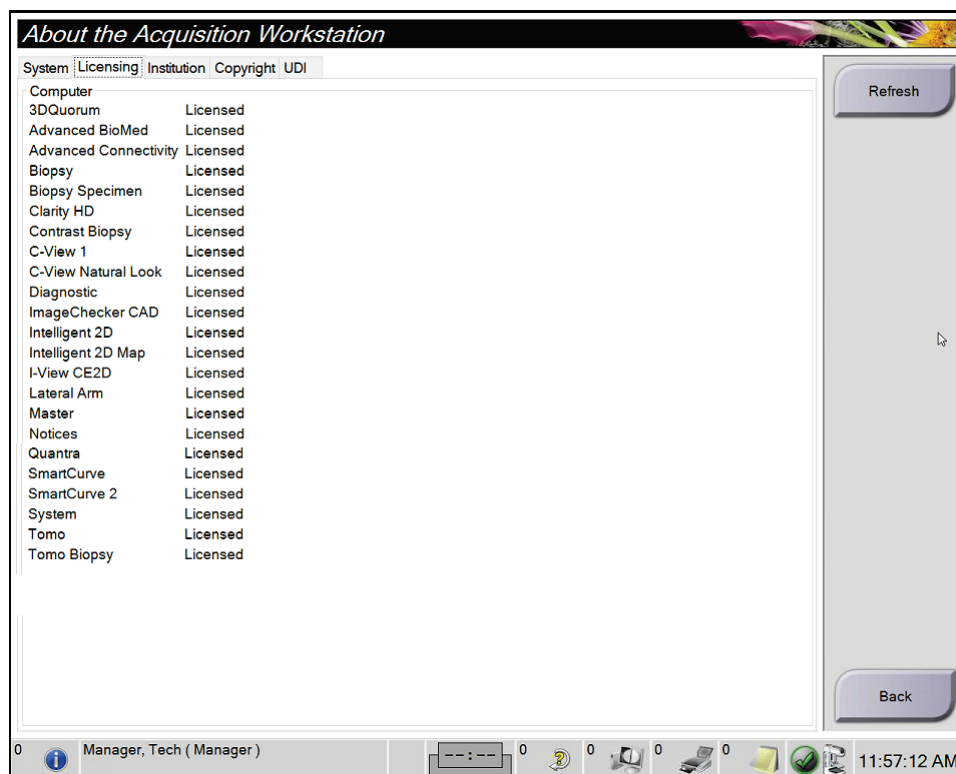 About the Acquisition Workstation
System Licensing Institution Copyright UDI
Refresh
Computer
3DQuorum Licensed
Advanced BioMed Licensed
Advanced Connectivity Licensed
Biopsy Licensed
Biopsy Specimen Licensed
Clarity HD Licensed
Contrast Biopsy Licensed
C-View 1 Licensed
C-View Natural Look Licensed
Diagnostic Licensed
ImageChecker CAD Licensed
Intelligent 2D Licensed
Intelligent 2D Map Licensed
I-View CE2D Licensed
Lateral Arm Licensed
Master Licensed
Notices Licensed
Quantra Licensed
SmartCurve Licensed
SmartCurve 2 Licensed
System Licensed
Tomo Licensed
Tomo Biopsy Licensed
Back
0 Manager, Tech ( Manager ) --:-- 0 0 0 0 11:57:12 AM